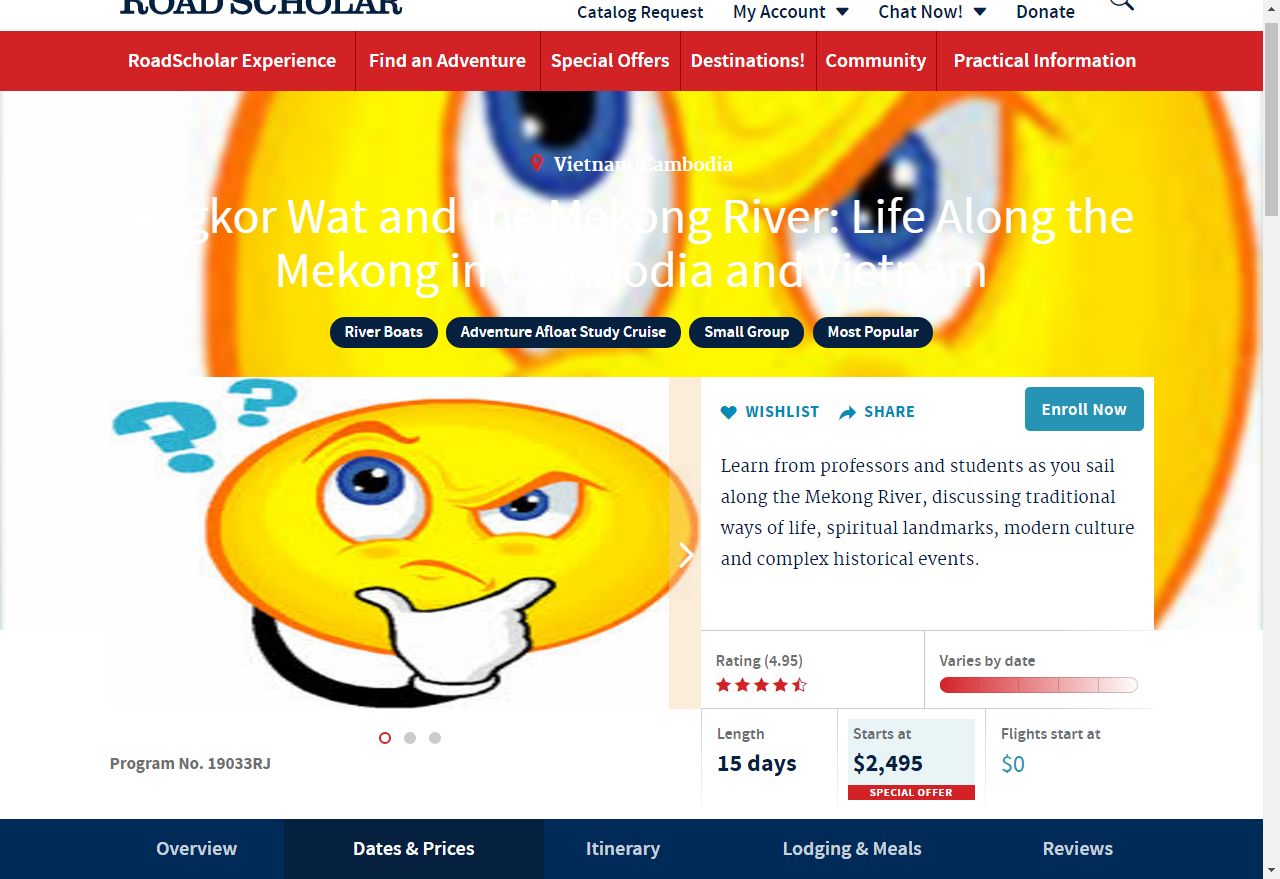 ROAD SCHOLAR
Catalog Request My Account Chat Now! Donate
RoadScholar Experience Find an Adventure Special Offers Destinations! Community Practical Information
Vietnam/Cambodia
Angkor Wat and the Mekong River: Life Along the
Mekong in Cambodia and Vietnam
River Boats Adventure Afloat Study Cruise Small Group Most Popular
? ?
WISHLIST SHARE Enroll Now
Learn from professors and students as you sail
along the Mekong River, discussing traditional
ways of life, spiritual landmarks, modern culture
and complex historical events.
Rating (4.95) Varies by date
Length Starts at Flights start at
15 days $2,495 $0
SPECIAL OFFER
Program No. 19033RJ
Overview Dates & Prices Itinerary Lodging & Meals Reviews